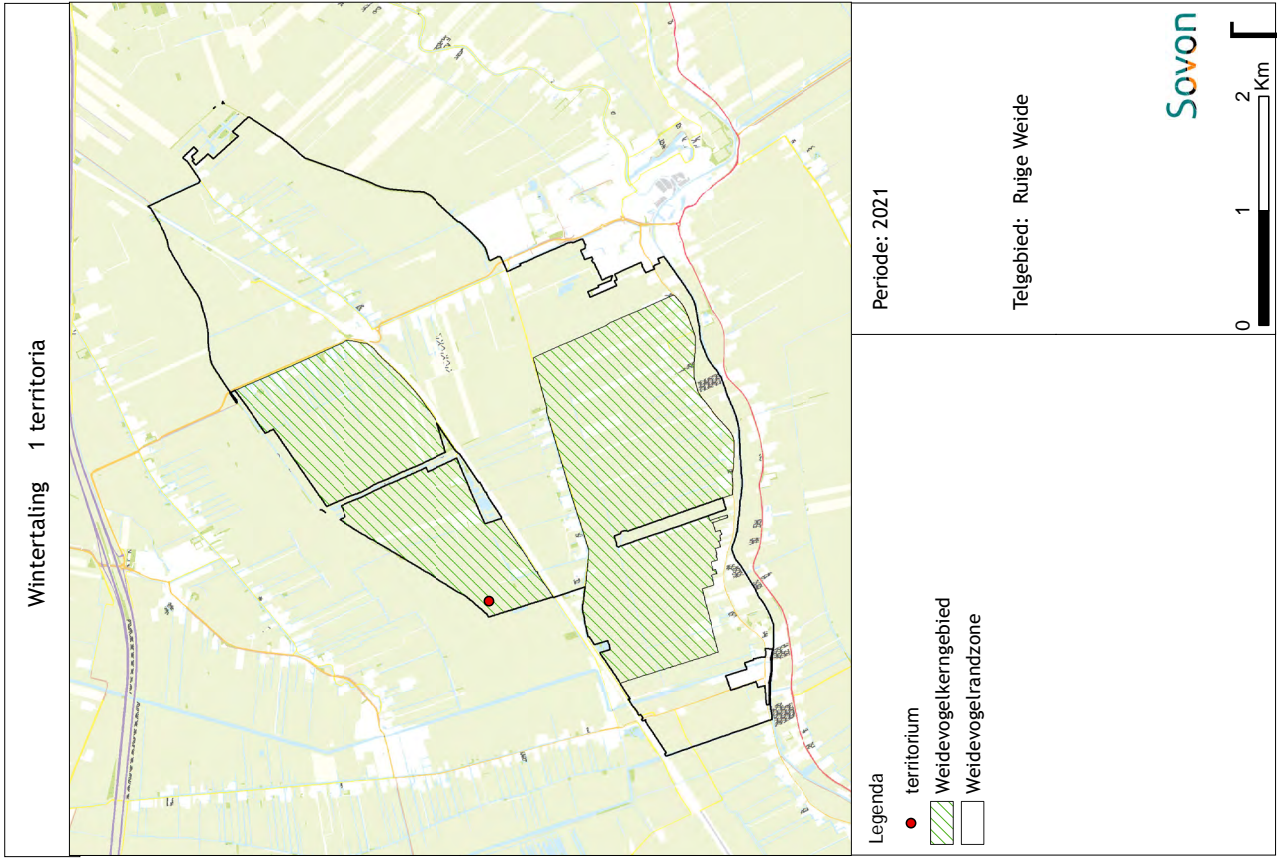 Wintertaling 1 territoria
Legenda
territorium
Weidevogelkerngebied
Weidevogelrandzone
Periode: 2021
Telgebied: Ruige Weide
Sovon
0 1 2
Km